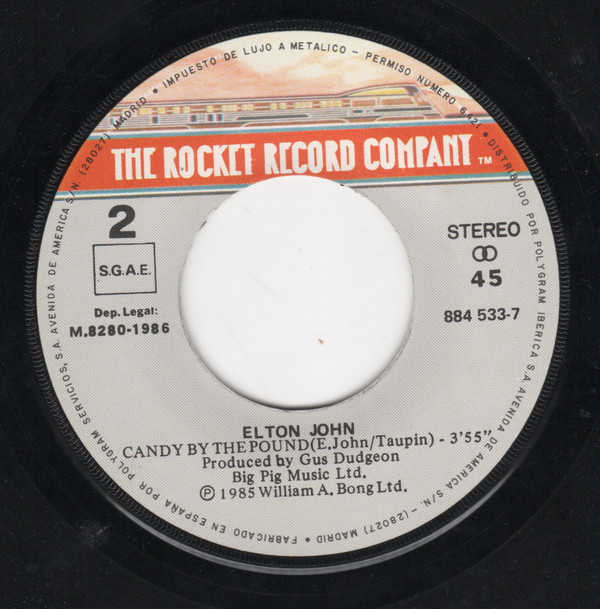 • IMPUESTO DE LUJO A METALICO – PERMISO NUMERO 6421 • DISTRIBUIDO POR POLYGRAM IBERICA S.A. AVENIDA DE AMERICA S/N. – (28027) MADRID • FABRICADO EN ESPAÑA POR POLYGRAM SERVICIOS, S.A. AVENIDA DE AMERICA S/N. (28027) MADRID
THE ROCKET RECORD COMPANY TM
2
S.G.A.E.
Dep. Legal:
M.8280-1986
STEREO
45
884 533-7
ELTON JOHN
CANDY BY THE POUND(E.John/Taupin) - 3'55"
Produced by Gus Dudgeon
Big Pig Music Ltd.
℗ 1985 William A. Bong Ltd.